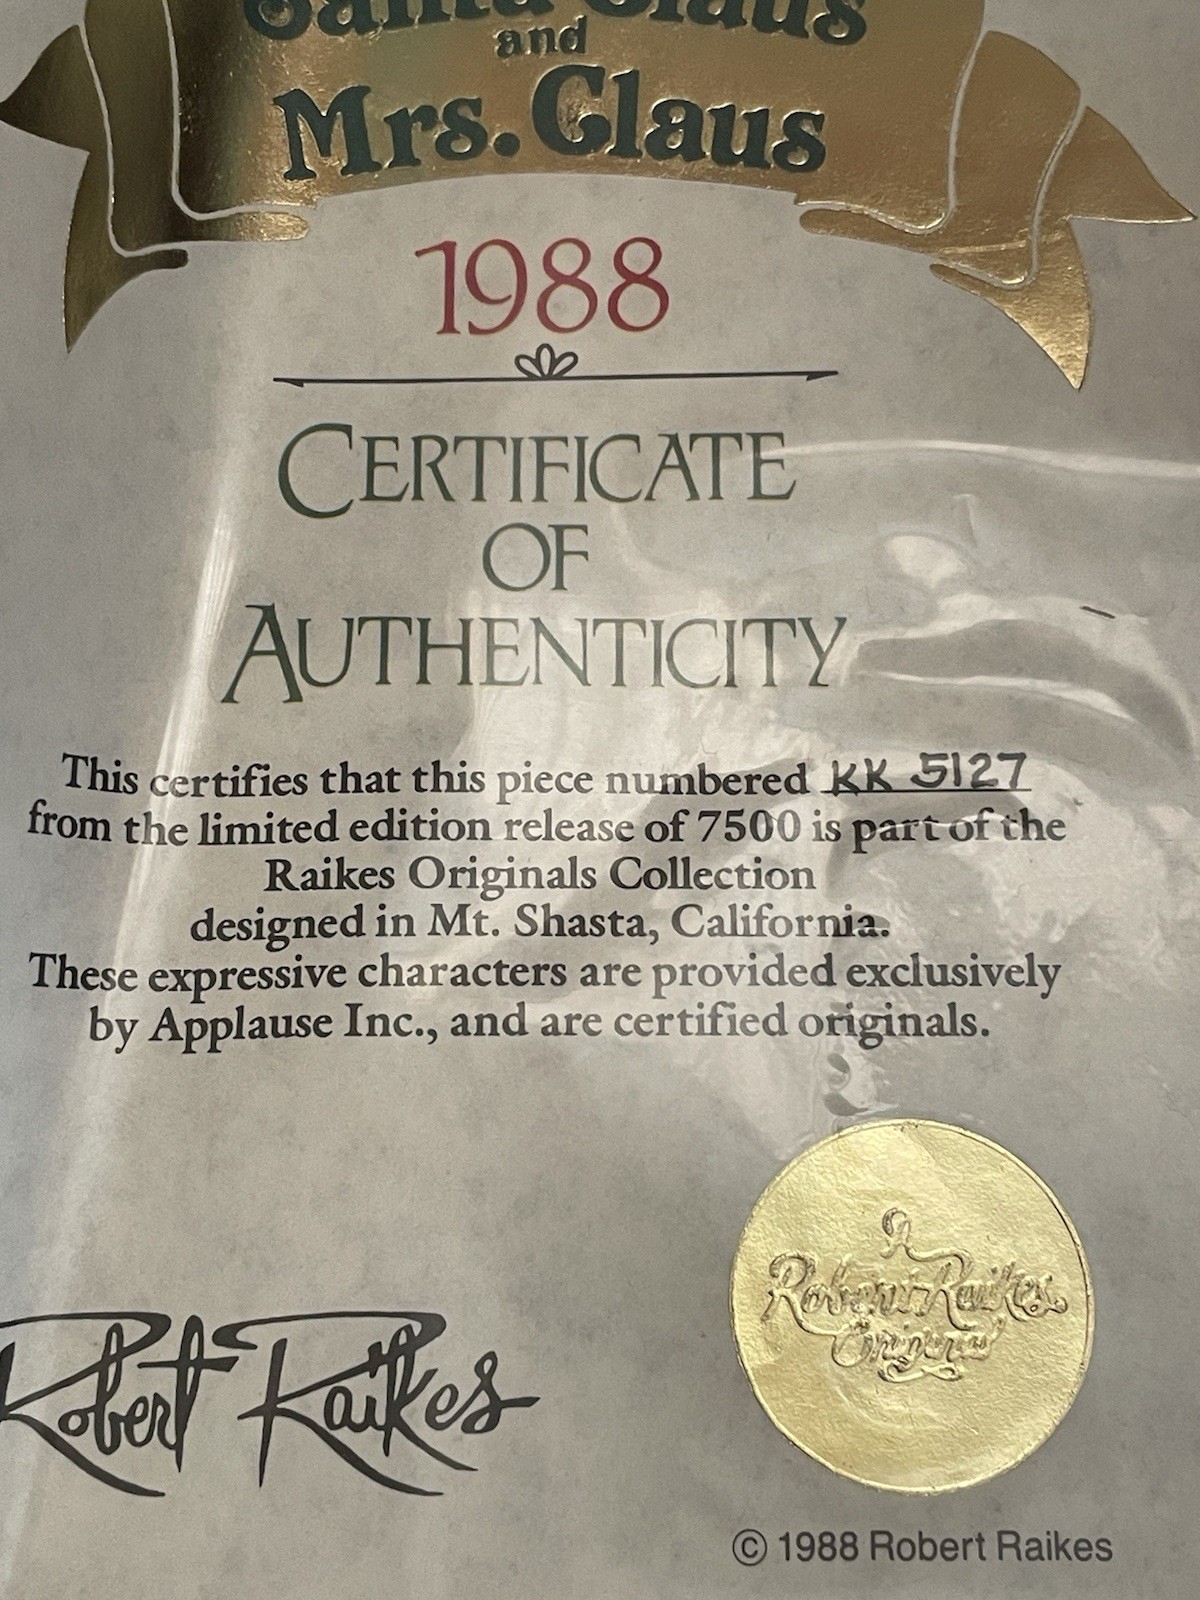 Santa Claus
and
Mrs. Claus
1988
CERTIFICATE
OF
AUTHENTICITY
This certifies that this piece numbered KK 5127
from the limited edition release of 7500 is part of the
Raikes Originals Collection
designed in Mt. Shasta, California.
These expressive characters are provided exclusively
by Applause Inc., and are certified originals.
A
Robert Raikes
Original
Robert Raikes
© 1988 Robert Raikes